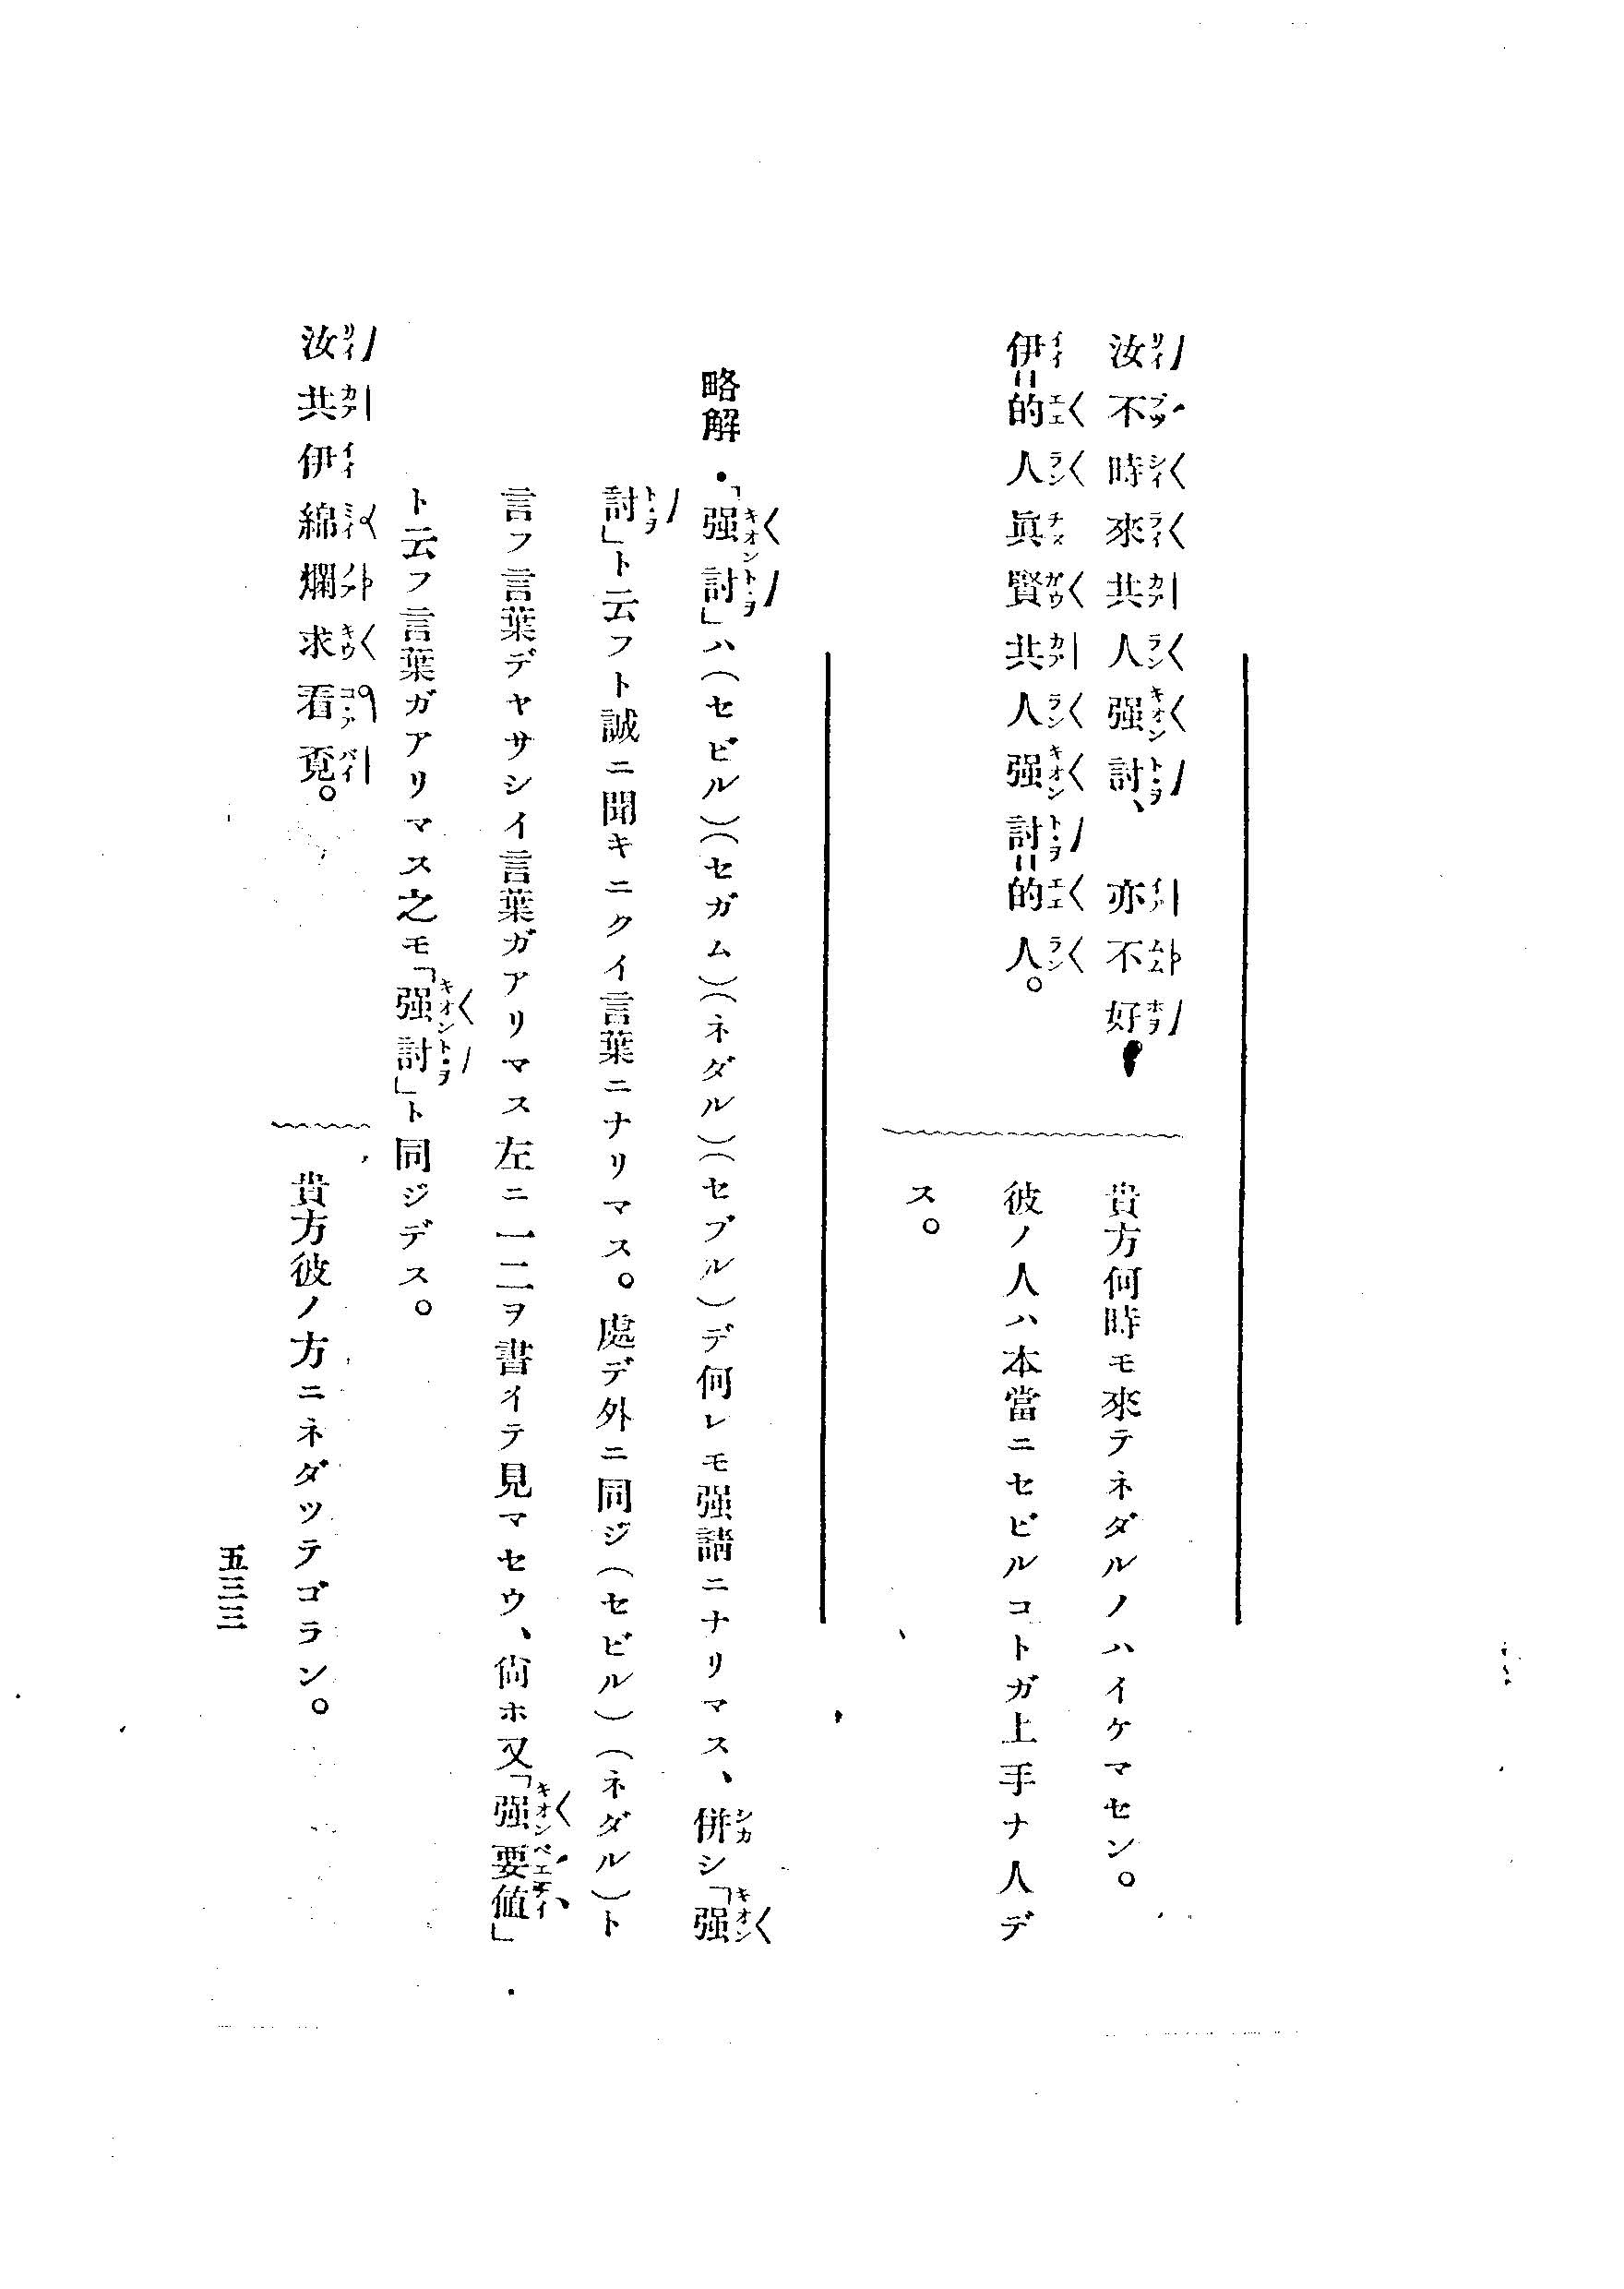 汝不時來共人强討、亦不好
貴方何時モ來テネダルノハイケマセン。
伊＝的人眞賢共人强討＝的人。
彼ノ人ハ本當ニセビルコトガ上手ナ人デ
ス。
略解・「强討」ハ(セビル)(セガム)(ネダル)(セブル)デ何レモ强請ニナリマス、併シ「强
討」ト云フト誠ニ聞キニクイ言葉ニナリマス。處デ外ニ同ジ(セビル)(ネダル)ト
言フ言葉デヤサシイ言葉ガアリマス左ニ一二ヲ書イテ見マセウ、尙ホ又「强要値」
ト云フ言葉ガアリマス之モ「强討」ト同ジデス。
汝共伊綿爛求看覔。
貴方彼ノ方ニネダツテゴラン。
五三三